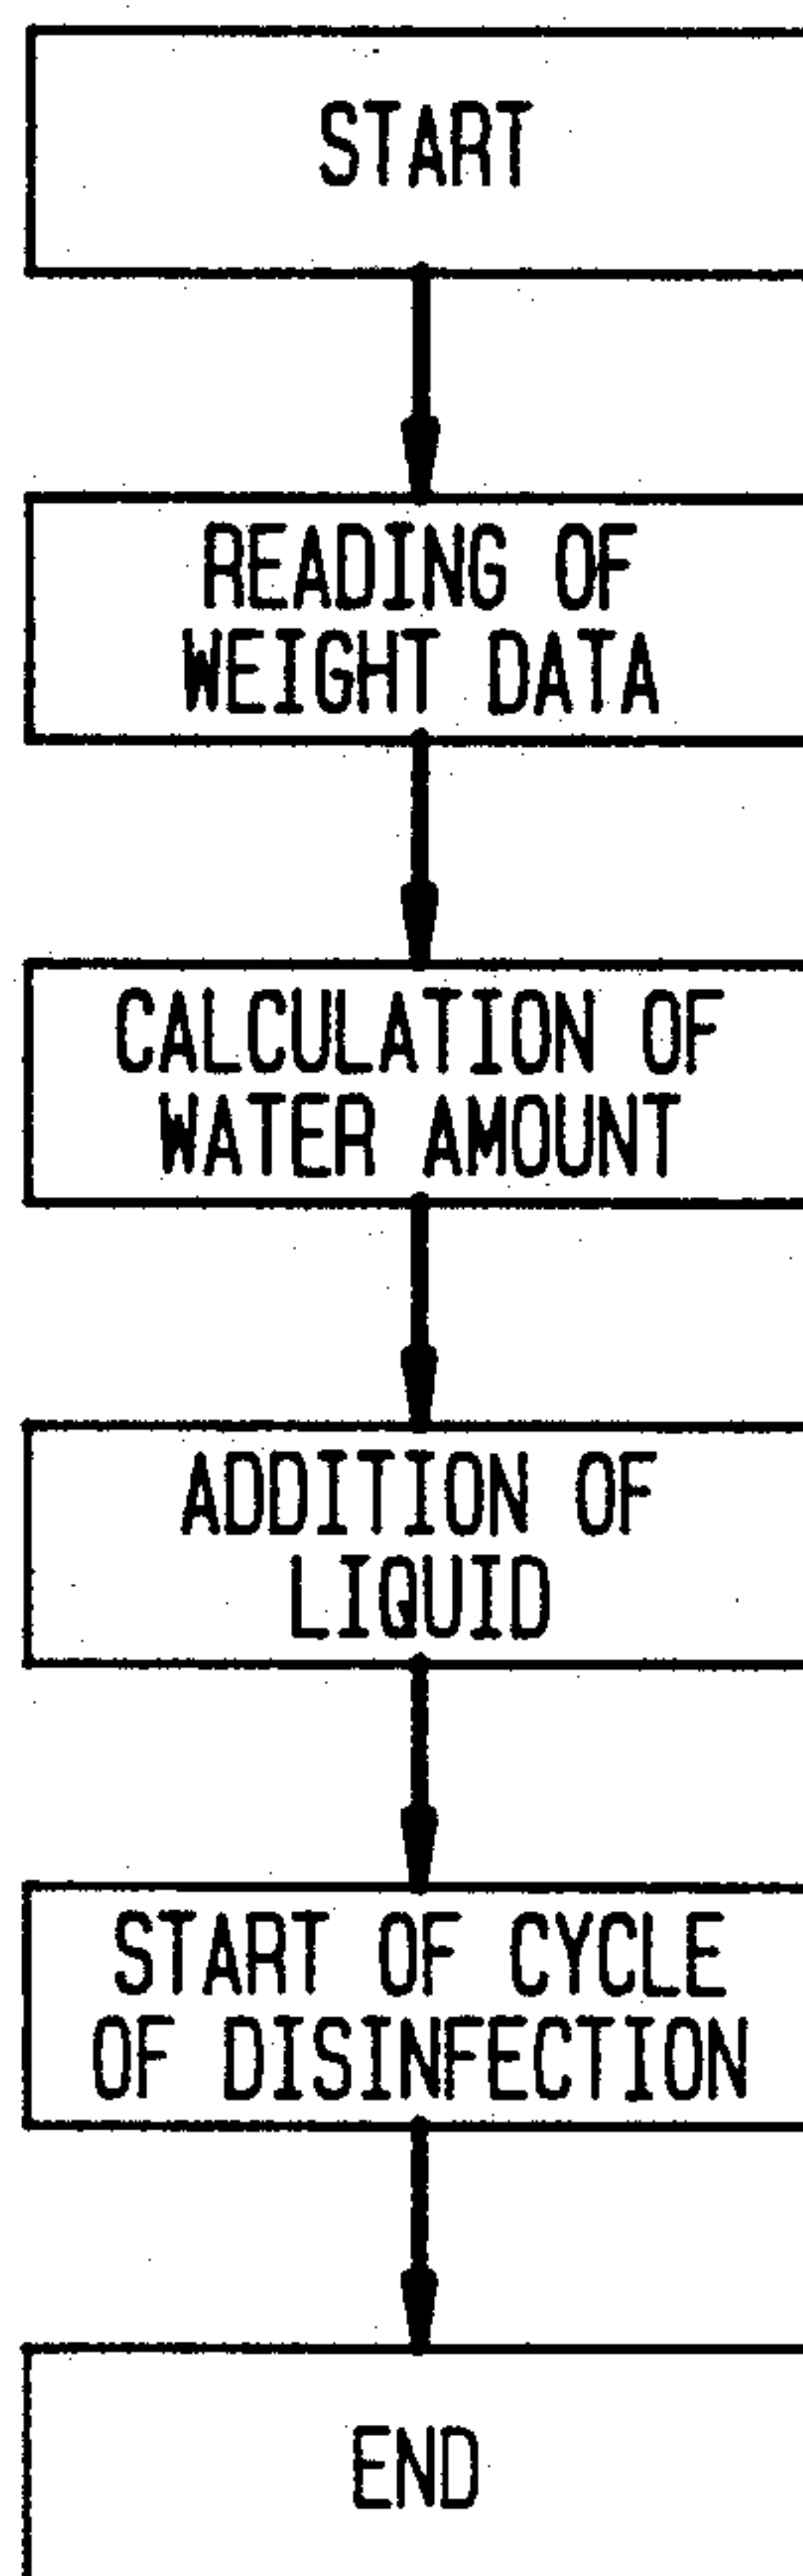 START
READING OF
WEIGHT DATA
CALCULATION OF
WATER AMOUNT
ADDITION OF
LIQUID
START OF CYCLE
OF DISINFECTION
END